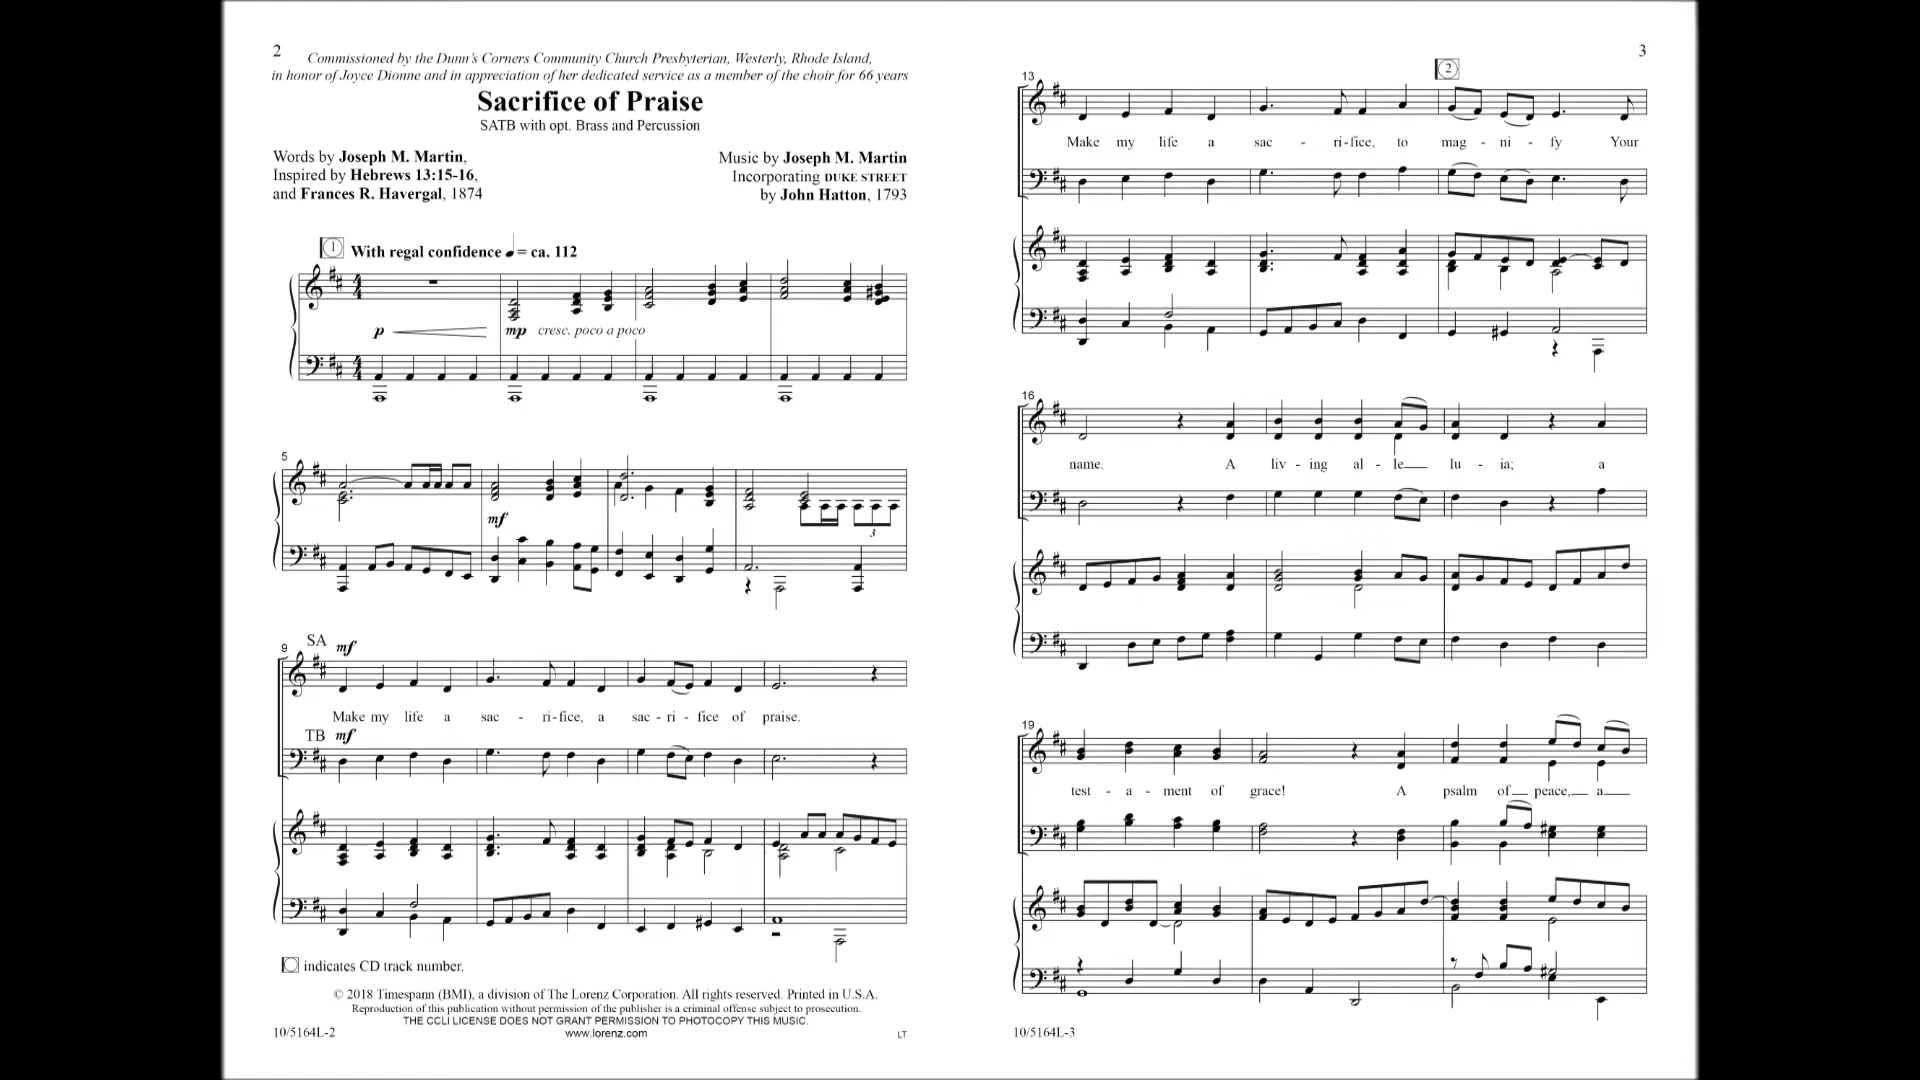 2
Commissioned by the Dunn's Corners Community Church Presbyterian, Westerly, Rhode Island,
in honor of Joyce Dionne and in appreciation of her dedicated service as a member of the choir for 66 years
Sacrifice of Praise
SATB with opt. Brass and Percussion
Words by Joseph M. Martin,
Inspired by Hebrews 13:15-16,
and Frances R. Havergal, 1874
Music by Joseph M. Martin
Incorporating DUKE STREET
by John Hatton, 1793
1 With regal confidence = ca. 112
p mp cresc. poco a poco
5
mf
3
9
SA mf
Make my life a sac - ri-fice, a sac - ri - fice of praise.
TB mf
indicates CD track number.
© 2018 Timespann (BMI), a division of The Lorenz Corporation. All rights reserved. Printed in U.S.A.
Reproduction of this publication without permission of the publisher is a criminal offense subject to prosecution.
THE CCLI LICENSE DOES NOT GRANT PERMISSION TO PHOTOCOPY THIS MUSIC.
www.lorenz.com
10/5164L-2
LT
3
13
2
Make my life a sac - ri-fice, to mag - ni - fy Your
16
name. A liv - ing al - le lu - ia; a
19
test - a - ment of grace! A psalm of peace, a
10/5164L-3